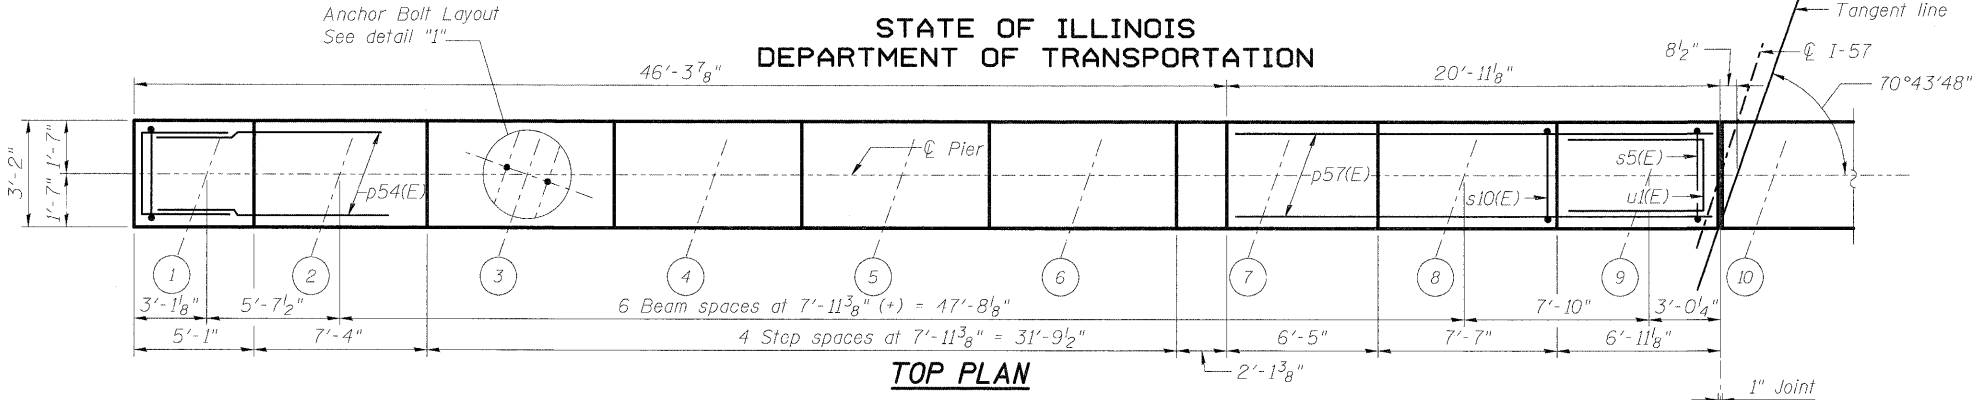 Anchor Bolt Layout
See detail "1"
STATE OF ILLINOIS
DEPARTMENT OF TRANSPORTATION
Tangent line
8½"
℄ I-57
46'-3⅞"
20'-11⅛"
70°43'48"
3'-2"
1'-7"
1'-7"
℄ Pier
p54(E)
p57(E)
s10(E)
s5(E)
u1(E)
1
2
3
4
5
6
7
8
9
10
3'-1⅛"
5'-7½"
6 Beam spaces at 7'-11⅜" (+) = 47'-8⅛"
7'-10"
3'-0¼"
5'-1"
7'-4"
4 Step spaces at 7'-11⅜" = 31'-9½"
6'-5"
7'-7"
6'-11⅛"
2'-1⅜"
TOP PLAN
1" Joint